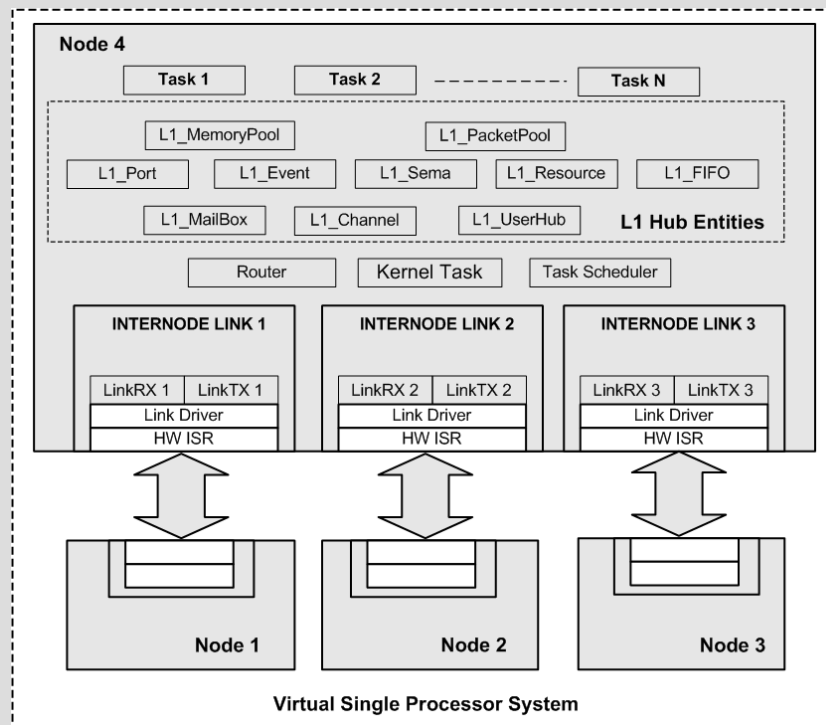 Node 4
Task 1 Task 2 Task N
L1_MemoryPool L1_PacketPool
L1_Port L1_Event L1_Sema L1_Resource L1_FIFO
L1_MailBox L1_Channel L1_UserHub L1 Hub Entities
Router Kernel Task Task Scheduler
INTERNODE LINK 1 INTERNODE LINK 2 INTERNODE LINK 3
LinkRX 1 LinkTX 1 LinkRX 2 LinkTX 2 LinkRX 3 LinkTX 3
Link Driver Link Driver Link Driver
HW ISR HW ISR HW ISR
Node 1 Node 2 Node 3
Virtual Single Processor System